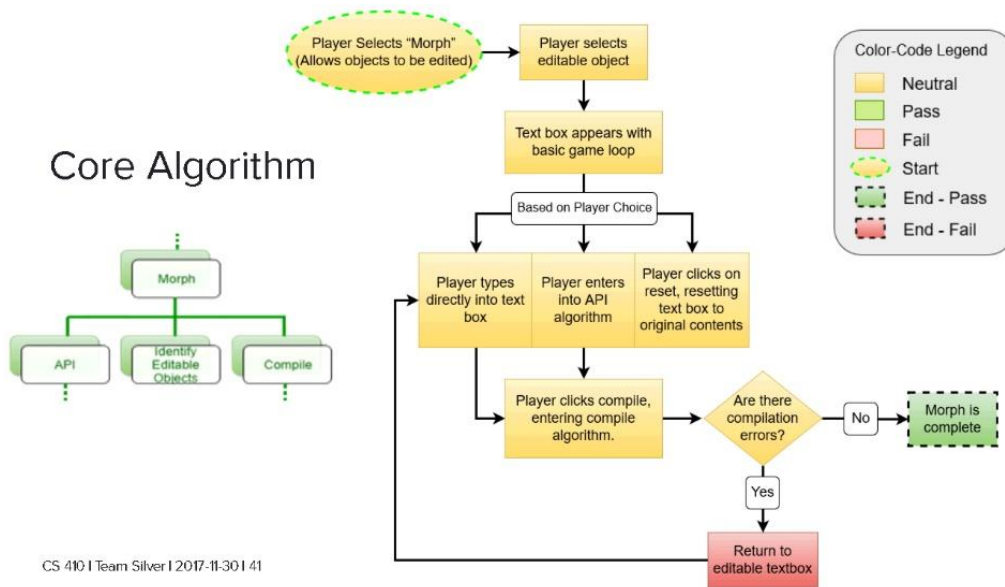 Core Algorithm
Morph
API
Identify
Editable
Objects
Compile
Player Selects “Morph”
(Allows objects to be edited)
Player selects
editable object
Text box appears with
basic game loop
Based on Player Choice
Player types
directly into text
box
Player enters
into API
algorithm
Player clicks on
reset, resetting
text box to
original contents
Player clicks compile,
entering compile
algorithm.
Are there
compilation
errors?
No
Morph is
complete
Yes
Return to
editable textbox
Color-Code Legend
Neutral
Pass
Fail
Start
End - Pass
End - Fail
CS 410 I Team Silver I 2017-11-30 I 41